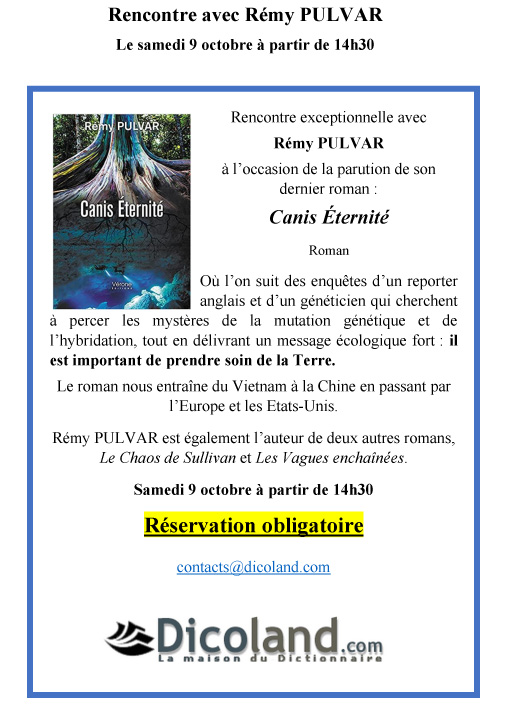 Rencontre avec Rémy PULVAR
Le samedi 9 octobre à partir de 14h30
Rémy PULVAR
Canis Éternité
Vérone
éditions
Rencontre exceptionnelle avec
Rémy PULVAR
à l’occasion de la parution de son
dernier roman :
Canis Éternité
Roman
Où l’on suit des enquêtes d’un reporter
anglais et d’un généticien qui cherchent
à percer les mystères de la mutation génétique et de
l’hybridation, tout en délivrant un message écologique fort : il
est important de prendre soin de la Terre.
Le roman nous entraîne du Vietnam à la Chine en passant par
l’Europe et les Etats-Unis.
Rémy PULVAR est également l’auteur de deux autres romans,
Le Chaos de Sullivan et Les Vagues enchaînées.
Samedi 9 octobre à partir de 14h30
Réservation obligatoire
contacts@dicoland.com
Dicoland.com
La maison du Dictionnaire